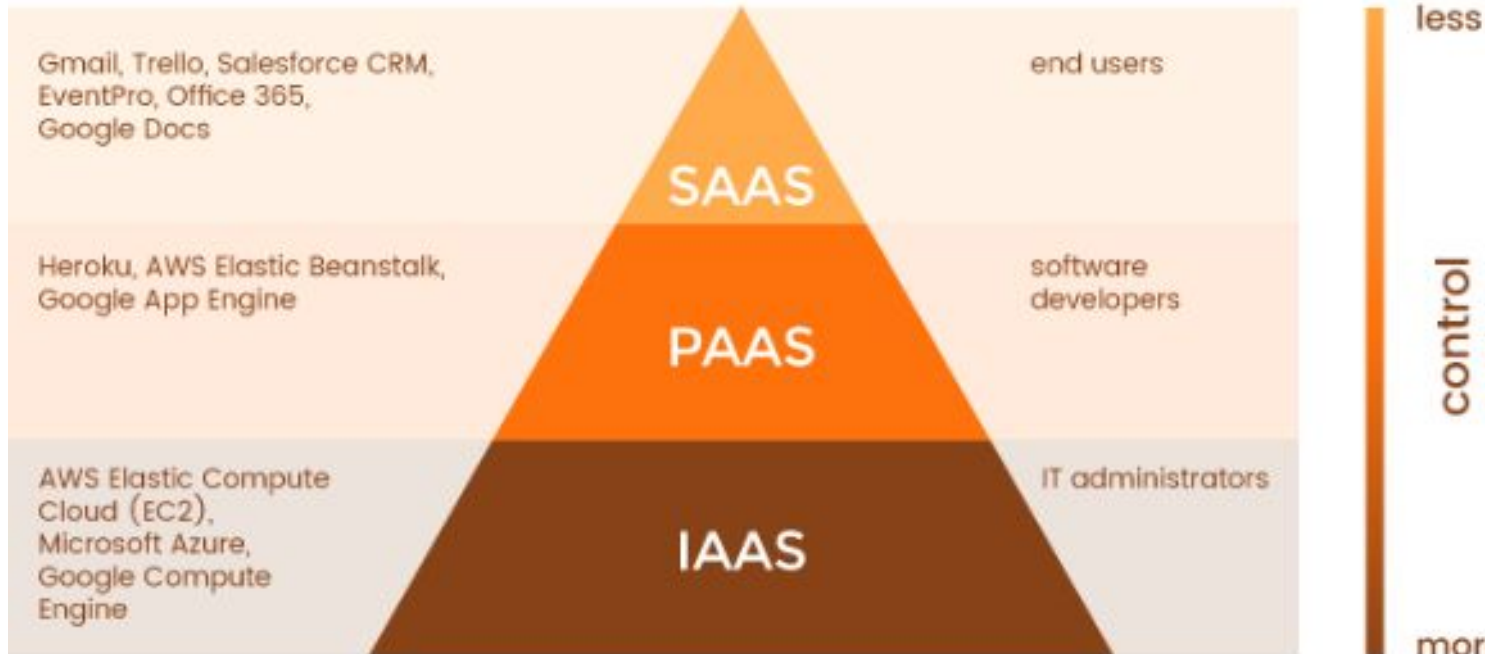 Gmail, Trello, Salesforce CRM,
EventPro, Office 365,
Google Docs
SAAS
end users
Heroku, AWS Elastic Beanstalk,
Google App Engine
PAAS
software
developers
AWS Elastic Compute
Cloud (EC2),
Microsoft Azure,
Google Compute
Engine
IAAS
IT administrators
less
control